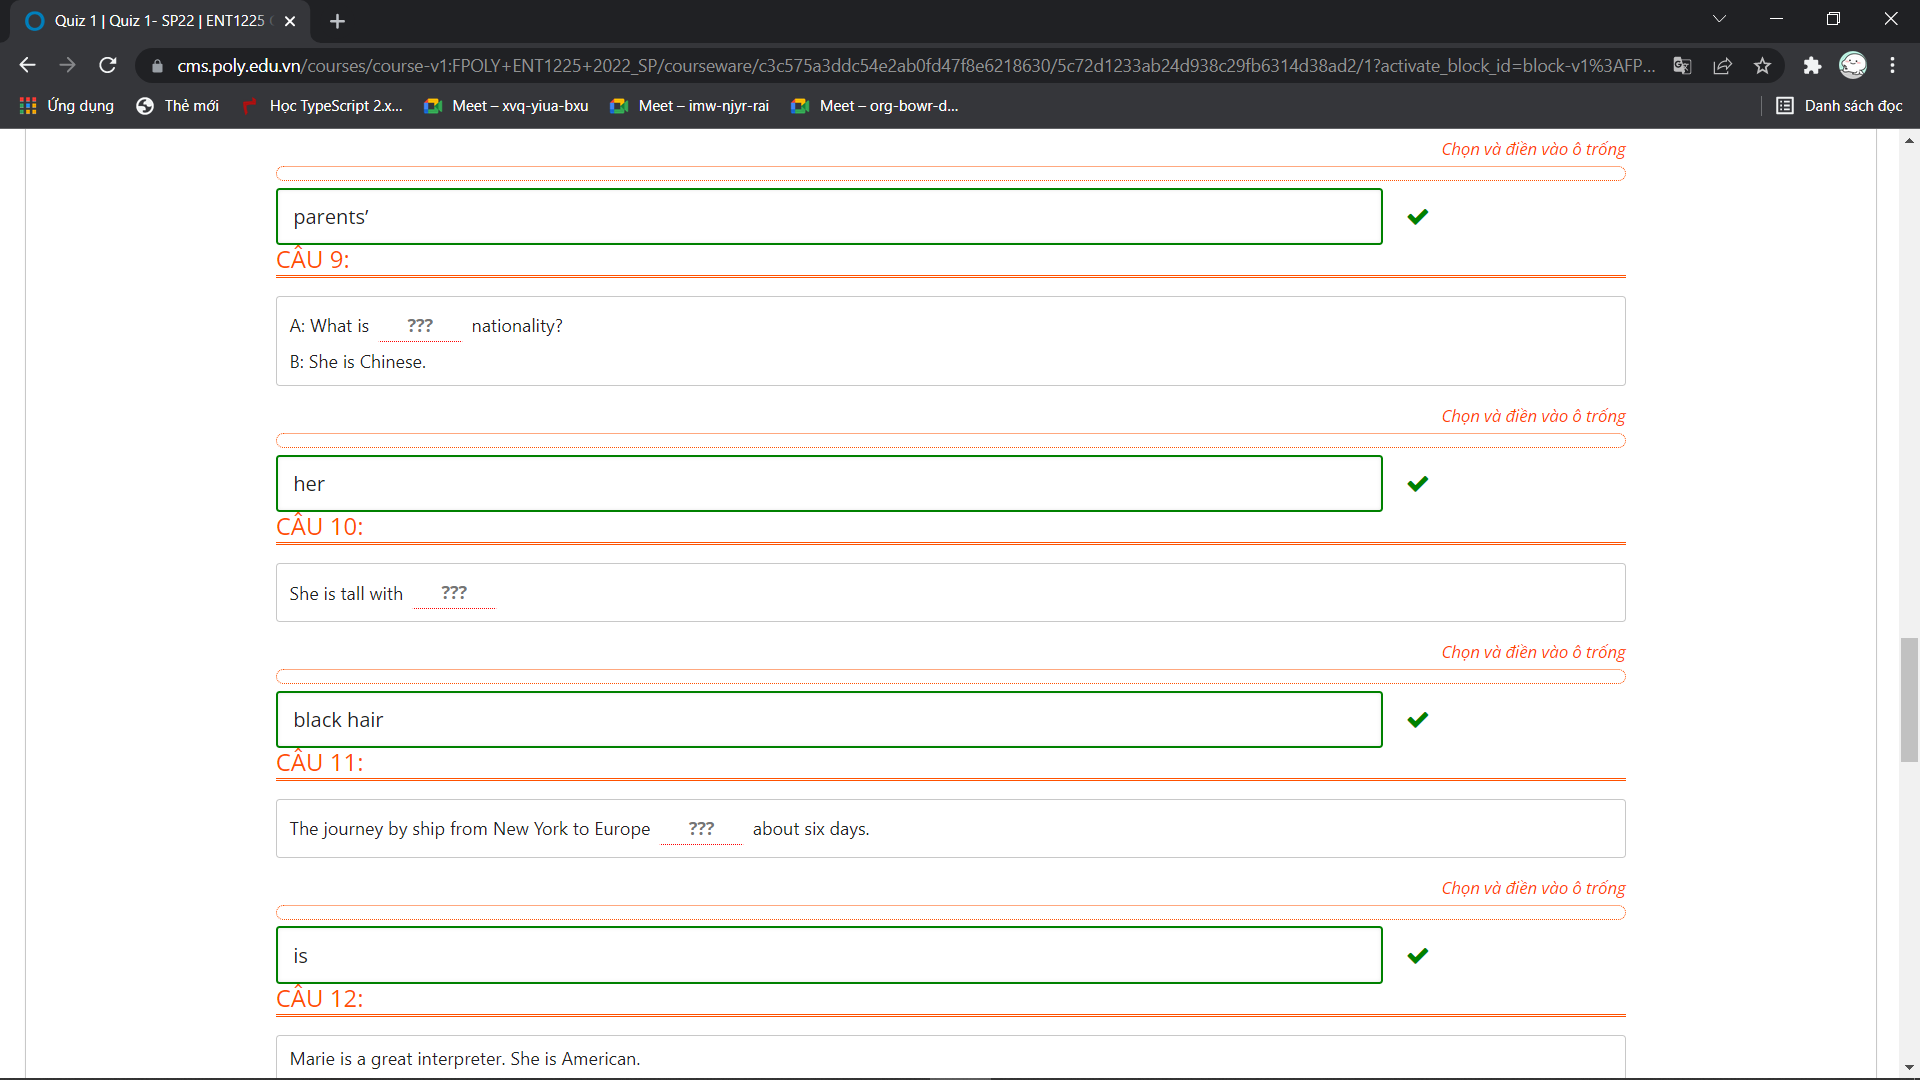 Quiz 1 | Quiz 1- SP22 | ENT1225
cms.poly.edu.vn/courses/course-v1:FPOLY+ENT1225+2022_SP/courseware/c3c575a3ddc54e2ab0fd47f8e6218630/5c72d1233ab24d938c29fb6314d38ad2/1?activate_block_id=block-v1%3AFP...
Ứng dụng Thẻ mới Học TypeScript 2.x... Meet – xvq-yiua-bxu Meet – imw-njyr-rai Meet – org-bowr-d... Danh sách đọc
Chọn và điền vào ô trống
parents’
CÂU 9:
A: What is ??? nationality?
B: She is Chinese.
Chọn và điền vào ô trống
her
CÂU 10:
She is tall with ???
Chọn và điền vào ô trống
black hair
CÂU 11:
The journey by ship from New York to Europe ??? about six days.
Chọn và điền vào ô trống
is
CÂU 12:
Marie is a great interpreter. She is American.